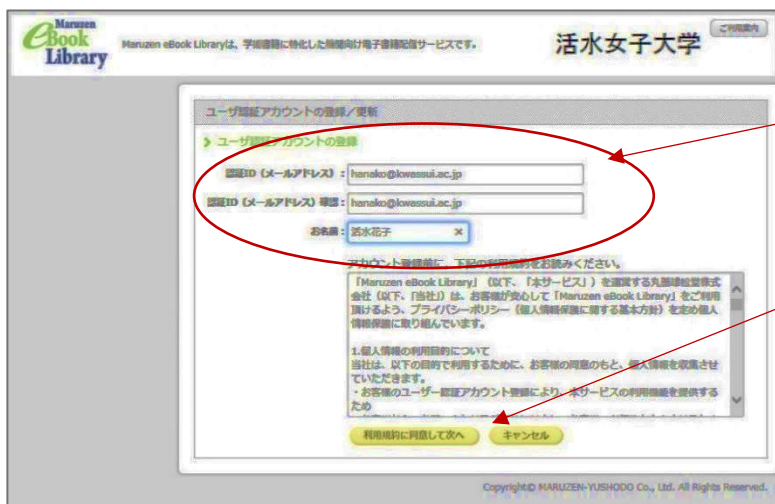 Maruzen
eBook
Library
Maruzen eBook Libraryは、学術書籍に特化した機関向け電子書籍配信サービスです。
活水女子大学
ご利用案内
ユーザ認証アカウントの登録／更新
ユーザ認証アカウントの登録
認証ID（メールアドレス）：hanako@kwassui.ac.jp
認証ID（メールアドレス）確認：hanako@kwassui.ac.jp
お名前：活水花子 ×
アカウント登録前に、下記の利用規約をお読みください。
「Maruzen eBook Library」（以下、「本サービス」）を運営する丸善雄松堂株式
会社（以下、「当社」）は、お客様が安心して「Maruzen eBook Library」をご利用
頂けるよう、プライバシーポリシー（個人情報保護に関する基本方針）を定め個人
情報保護に取り組んでいます。
1.個人情報の利用目的について
当社は、以下の目的で利用するために、お客様の同意のもと、個人情報を収集させ
ていただきます。
・お客様のユーザー認証アカウント登録により、本サービスの利用機能を提供する
ため
利用規約に同意して次へ
キャンセル
Copyright© MARUZEN-YUSHODO Co., Ltd. All Rights Reserved.